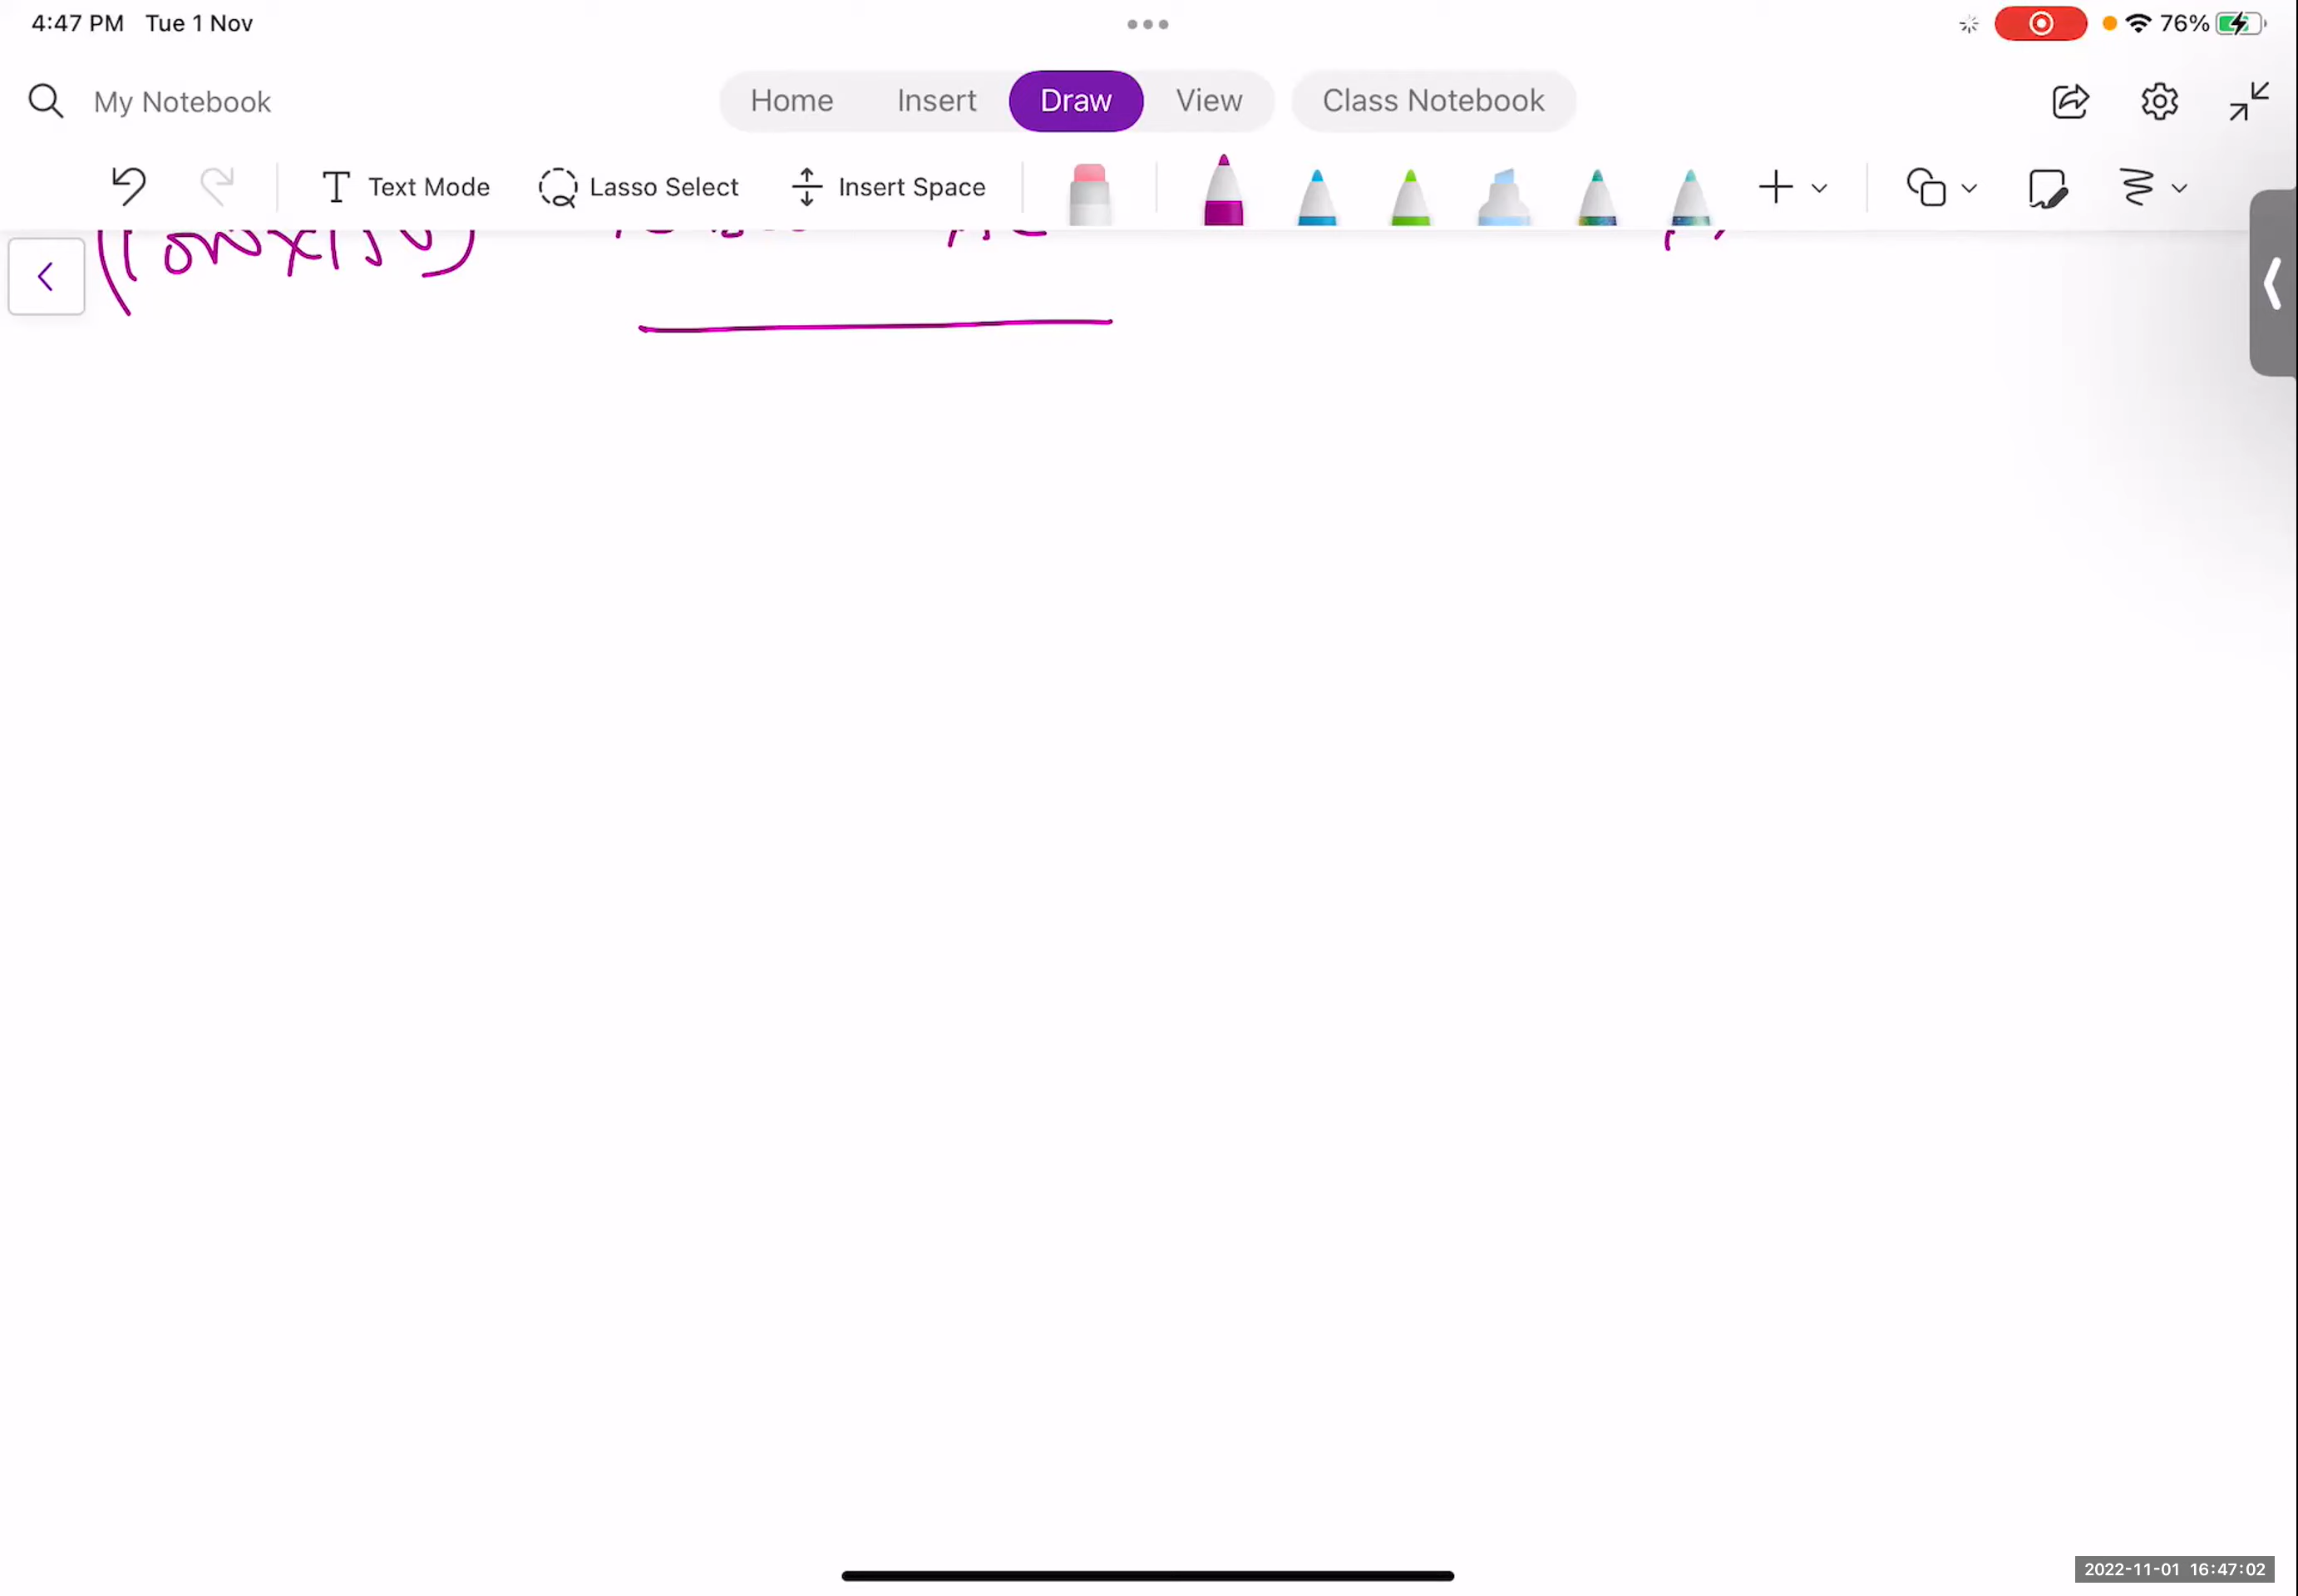 4:47 PM Tue 1 Nov
76%
My Notebook
Home Insert Draw View Class Notebook
Text Mode Lasso Select Insert Space
2022-11-01 16:47:02